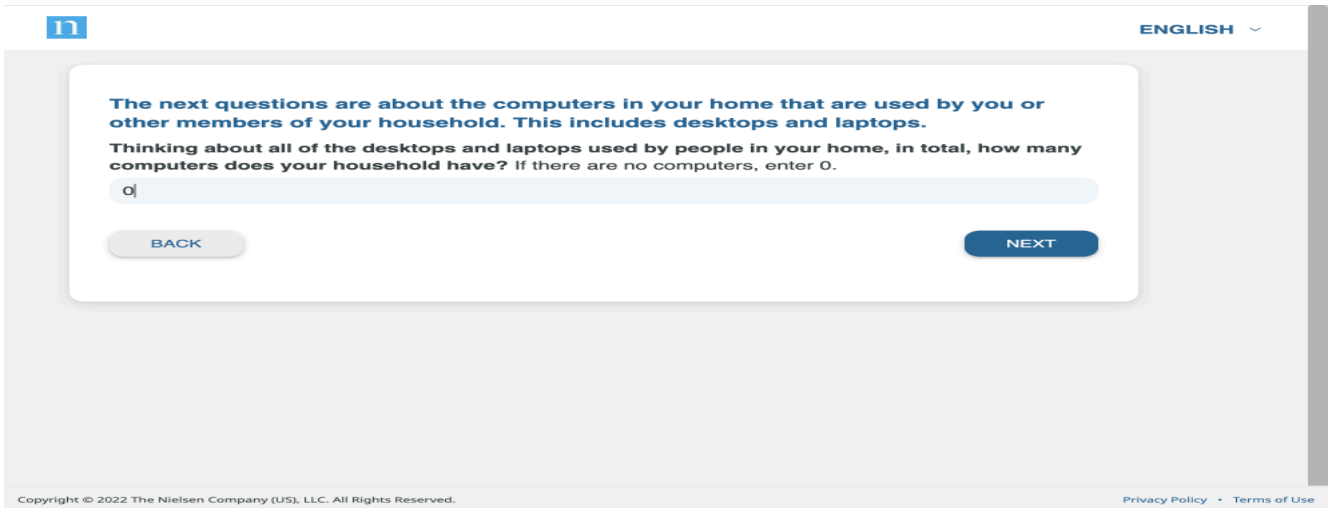 n
ENGLISH
The next questions are about the computers in your home that are used by you or
other members of your household. This includes desktops and laptops.
Thinking about all of the desktops and laptops used by people in your home, in total, how many
computers does your household have? If there are no computers, enter 0.
0
BACK
NEXT
Copyright © 2022 The Nielsen Company (US), LLC. All Rights Reserved.
Privacy Policy • Terms of Use